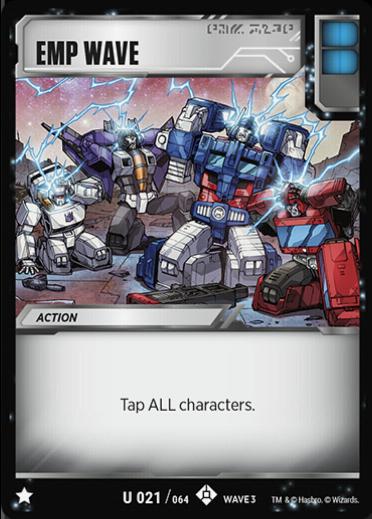 EMP WAVE
ACTION
Tap ALL characters.
U 021 / 064 WAVE 3 TM & © Hasbro. © Wizards.